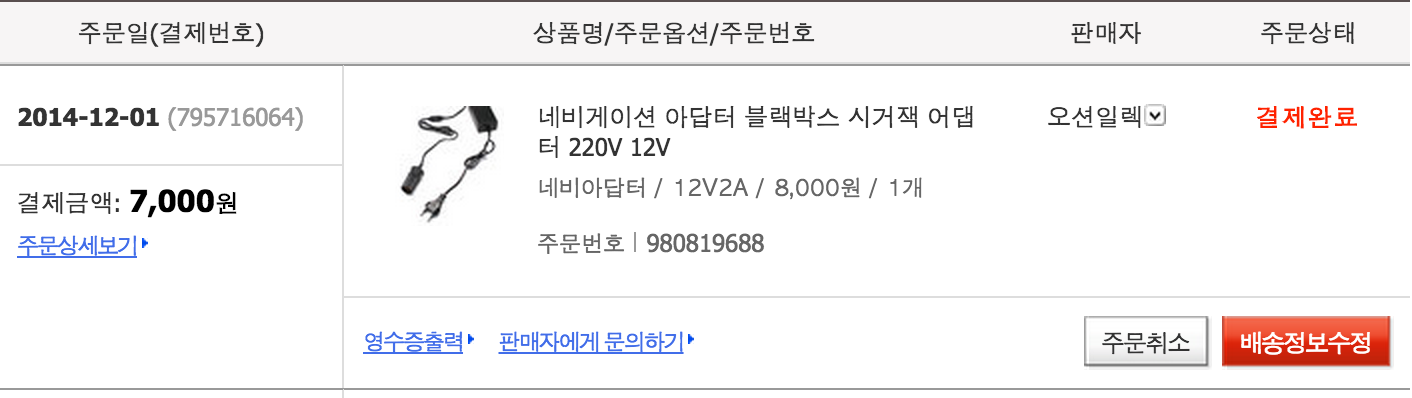 주문일(결제번호)
상품명/주문옵션/주문번호
판매자
주문상태
2014-12-01 (795716064)
결제금액: 7,000원
주문상세보기
네비게이션 아답터 블랙박스 시거잭 어댑
터 220V 12V
네비아답터 / 12V2A / 8,000원 / 1개
주문번호 980819688
오션일렉
결제완료
영수증출력
판매자에게 문의하기
주문취소
배송정보수정